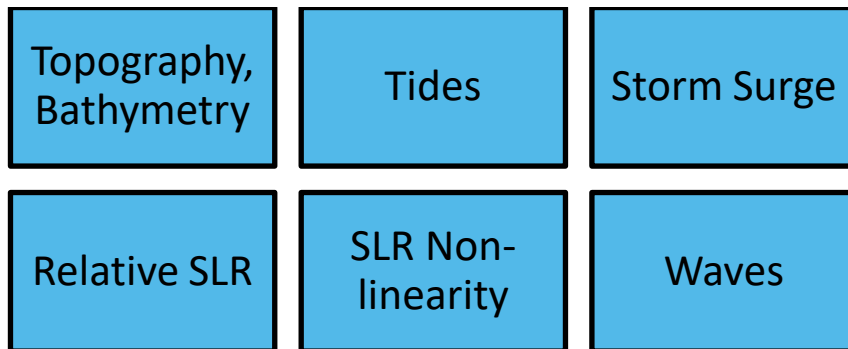 Topography,
Bathymetry
Tides
Storm Surge
Relative SLR
SLR Non-
linearity
Waves